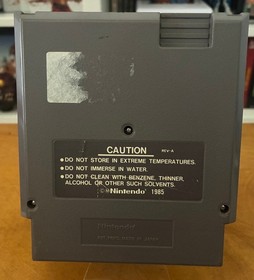 CAUTION REV-A
• DO NOT STORE IN EXTREME TEMPERATURES.
• DO NOT IMMERSE IN WATER.
• DO NOT CLEAN WITH BENZENE, THINNER,
ALCOHOL OR OTHER SUCH SOLVENTS.
©®Nintendo 1985